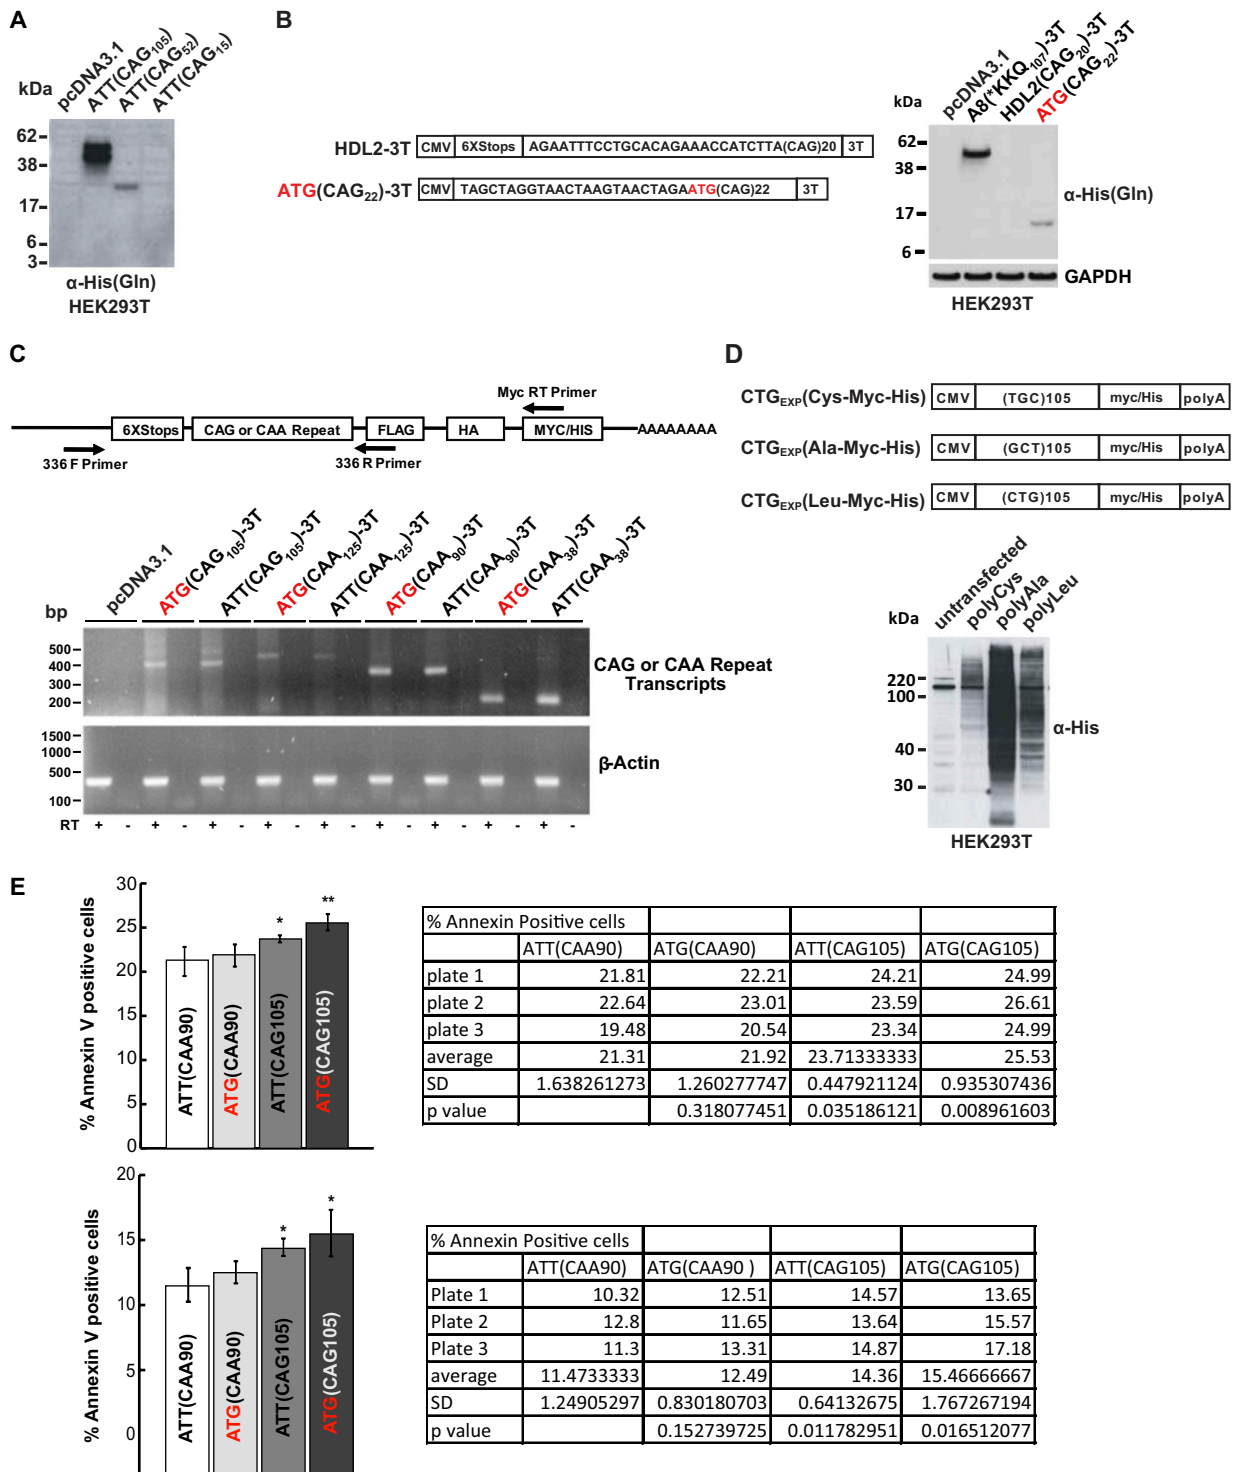 A
pcDNA3.1
ATT(CAG105)
ATT(CAG52)
ATT(CAG15)
kDa
62
38
17
6
3
α-His(Gln)
HEK293T
B
HDL2-3T
CMV 6XStops AGAATTTCCTGCACAGAAACCATCTTA(CAG)20 3T
ATG(CAG22)-3T
CMV TAGCTAGGTAACTAAGTAACTAGAATG(CAG)22 3T
pcDNA3.1
A8(*KKQ107)-3T
HDL2(CAG20)-3T
ATG(CAG22)-3T
kDa
62
38
17
6
α-His(Gln)
GAPDH
HEK293T
C
Myc RT Primer
6XStops CAG or CAA Repeat FLAG HA MYC/HIS AAAAAAAA
336 F Primer
336 R Primer
pcDNA3.1
ATG(CAG105)-3T
ATT(CAG105)-3T
ATG(CAA125)-3T
ATT(CAA125)-3T
ATG(CAA90)-3T
ATT(CAA90)-3T
ATG(CAA38)-3T
ATT(CAA38)-3T
bp
500
400
300
200
CAG or CAA Repeat
Transcripts
1500
1000
500
100
β-Actin
RT + - + - + - + - + - + - + - + - + -
D
CTGEXP(Cys-Myc-His) CMV (TGC)105 myc/His polyA
CTGEXP(Ala-Myc-His) CMV (GCT)105 myc/His polyA
CTGEXP(Leu-Myc-His) CMV (CTG)105 myc/His polyA
untransfected
polyCys
polyAla
polyLeu
kDa
220
100
40
30
α-His
HEK293T
E
% Annexin V positive cells
30
25
20
15
10
5
0
* **
ATT(CAA90)
ATG(CAA90)
ATT(CAG105)
ATG(CAG105)
% Annexin Positive cells
ATT(CAA90) ATG(CAA90) ATT(CAG105) ATG(CAG105)
plate 1 21.81 22.21 24.21 24.99
plate 2 22.64 23.01 23.59 26.61
plate 3 19.48 20.54 23.34 24.99
average 21.31 21.92 23.71333333 25.53
SD 1.638261273 1.260277747 0.447921124 0.935307436
p value 0.318077451 0.035186121 0.008961603
% Annexin V positive cells
20
15
10
5
0
* *
ATT(CAA90)
ATG(CAA90)
ATT(CAG105)
ATG(CAG105)
% Annexin Positive cells
ATT(CAA90) ATG(CAA90 ) ATT(CAG105) ATG(CAG105)
Plate 1 10.32 12.51 14.57 13.65
Plate 2 12.8 11.65 13.64 15.57
Plate 3 11.3 13.31 14.87 17.18
average 11.4733333 12.49 14.36 15.46666667
SD 1.24905297 0.830180703 0.64132675 1.767267194
p value 0.152739725 0.011782951 0.016512077